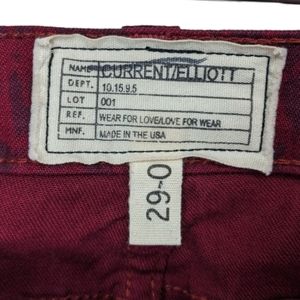 NAME CURRENT/ELLIOTT
DEPT. 10.15.9.5
LOT 001
REF. WEAR FOR LOVE/LOVE FOR WEAR
MNF. MADE IN THE USA
29-0